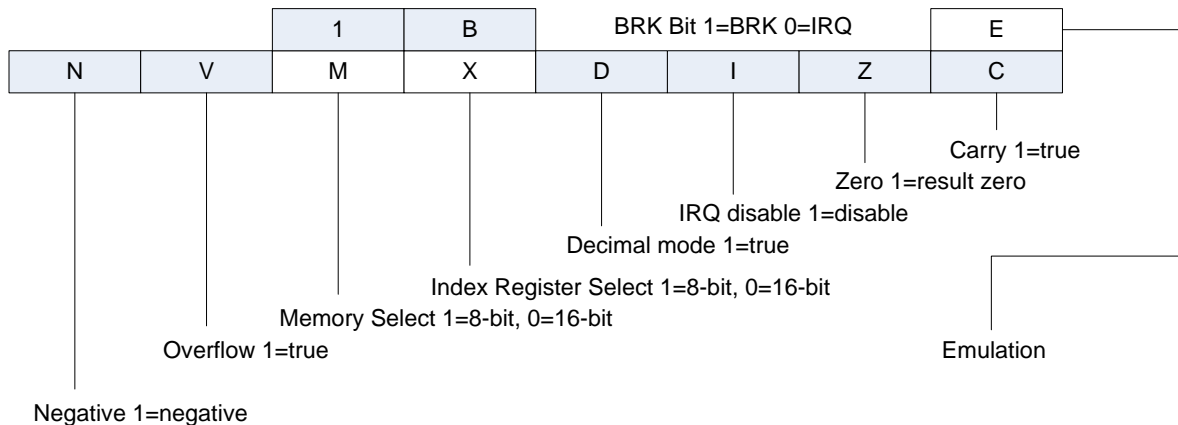 1 B BRK Bit 1=BRK 0=IRQ E
N V M X D I Z C
Carry 1=true
Zero 1=result zero
IRQ disable 1=disable
Decimal mode 1=true
Index Register Select 1=8-bit, 0=16-bit
Memory Select 1=8-bit, 0=16-bit
Overflow 1=true Emulation
Negative 1=negative